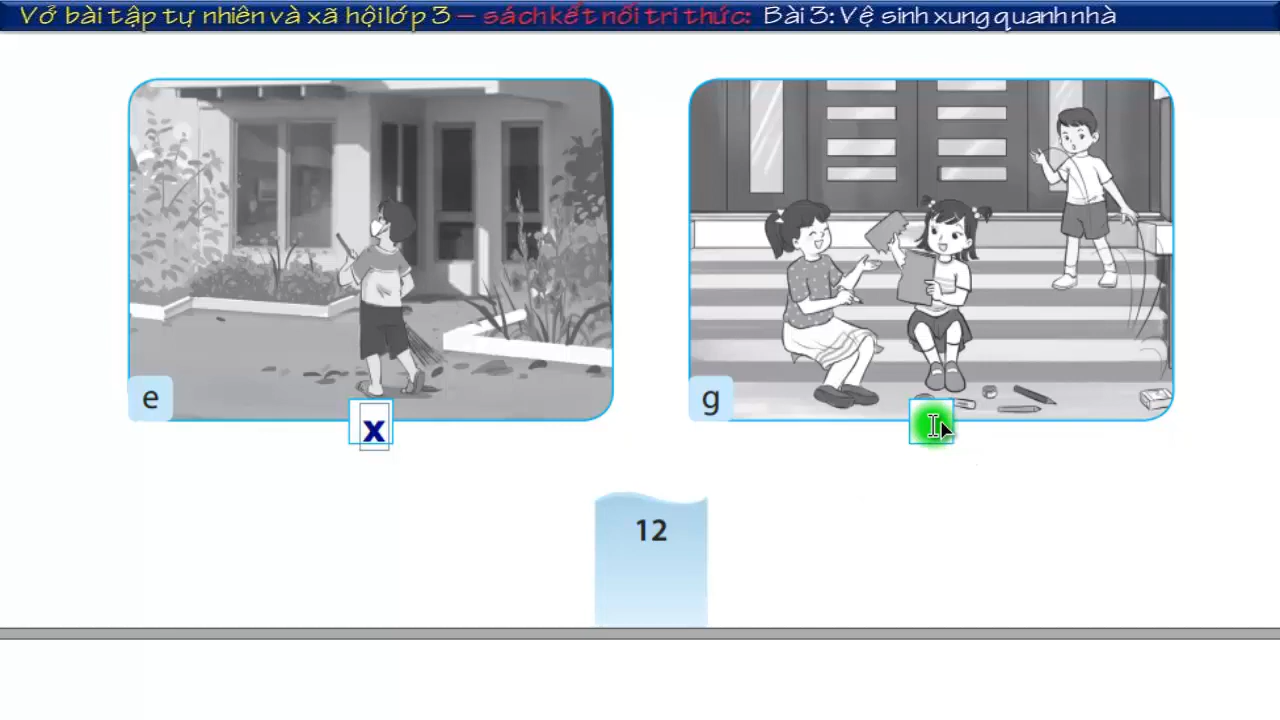 Vở bài tập tự nhiên và xã hội lớp 3 – sách kết nối tri thức: Bài 3: Vệ sinh xung quanh nhà
e
g
x
12